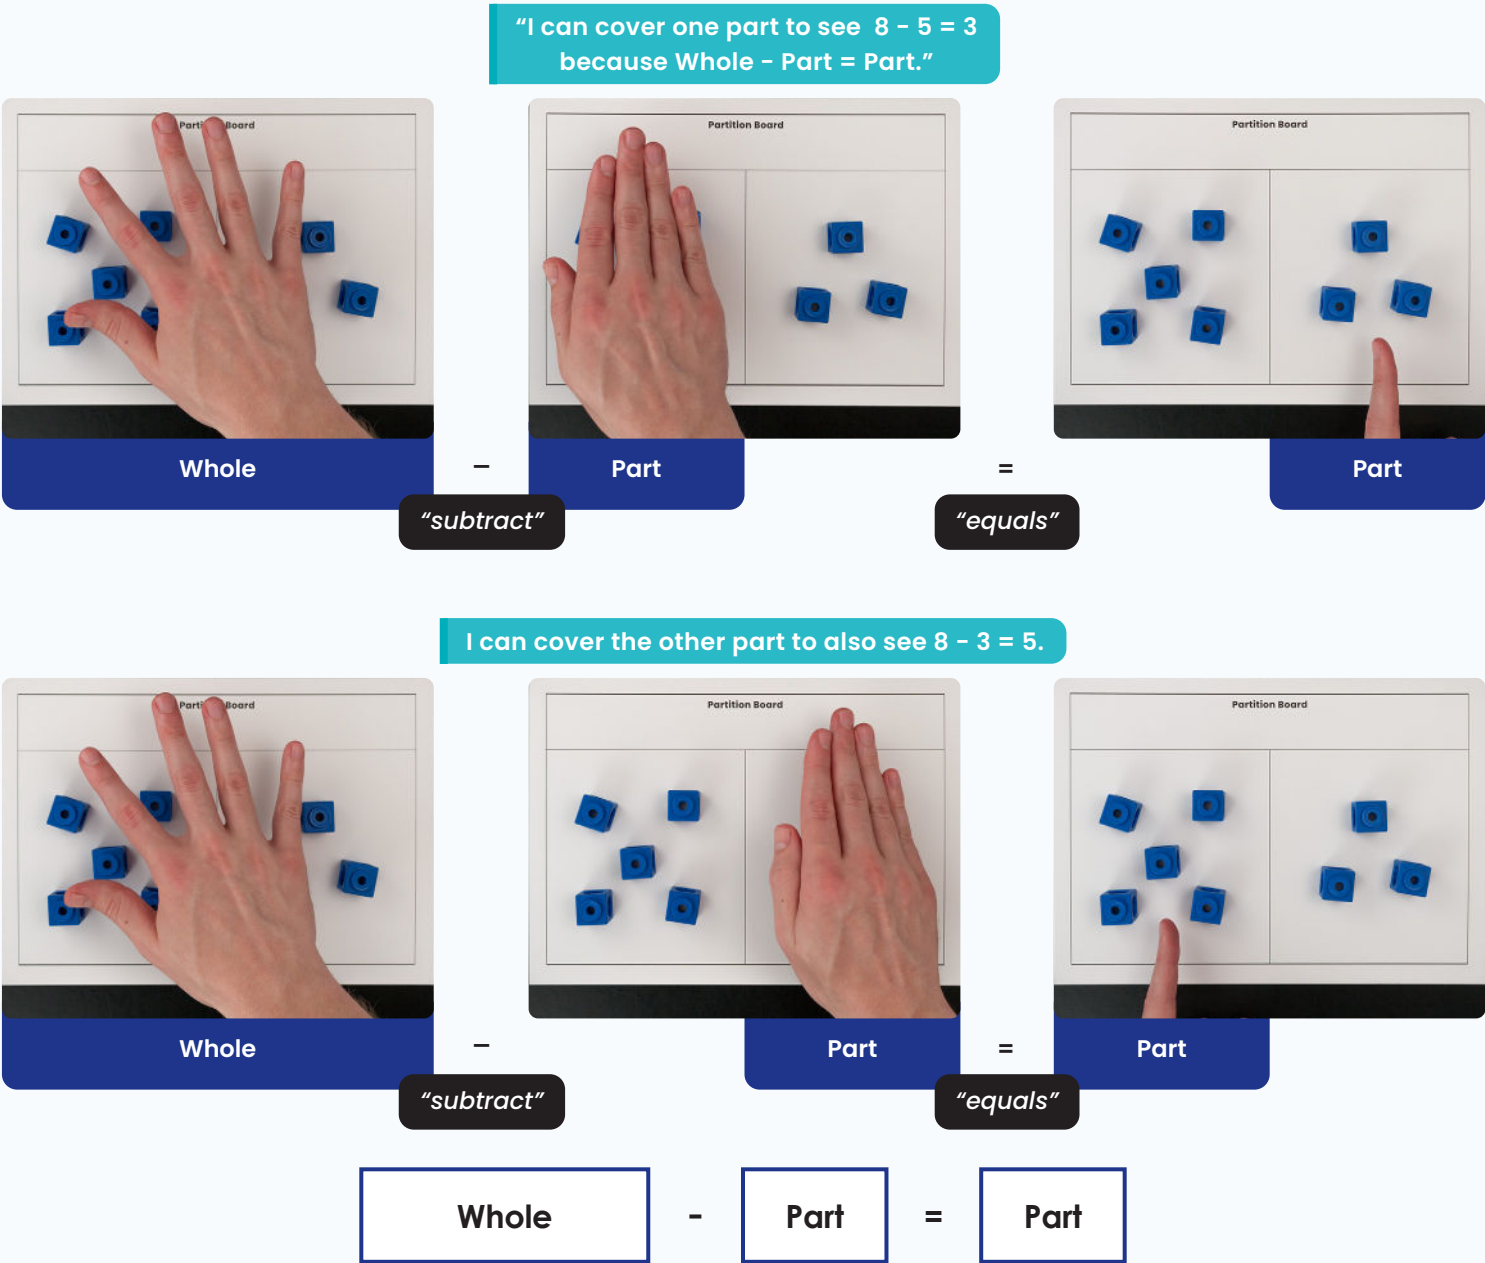 “I can cover one part to see 8 - 5 = 3
because Whole - Part = Part.”
Partition Board
Partition Board
Whole
–
Part
=
Part
“subtract”
“equals”
I can cover the other part to also see 8 - 3 = 5.
Partition Board
Partition Board
Whole
–
Part
=
Part
“subtract”
“equals”
Whole - Part = Part